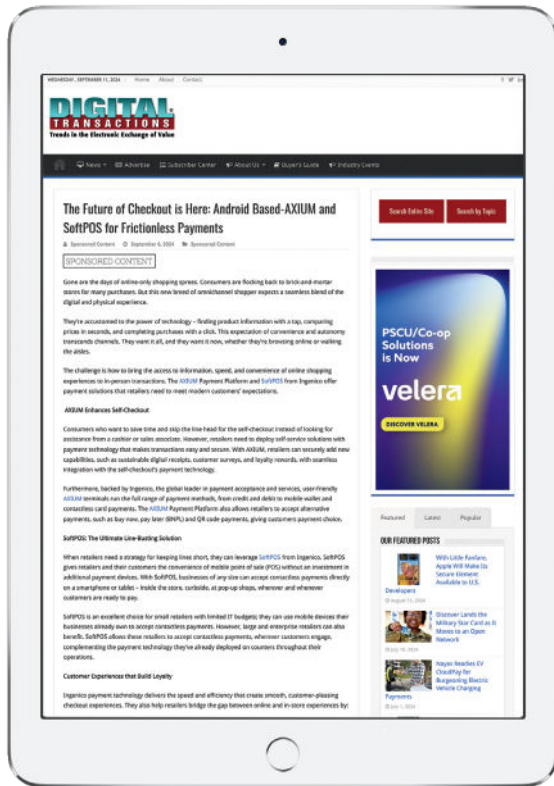 WEDNESDAY, SEPTEMBER 11, 2024
Home About Contact
DIGITAL
TRANSACTIONS
Trends in the Electronic Exchange of Value
News
Advertise
Subscriber Center
About Us
Buyer's Guide
Industry Events
The Future of Checkout is Here: Android Based-AXIUM and
SoftPOS for Frictionless Payments
Sponsored Content September 6, 2024 Sponsored Content
SPONSORED CONTENT
Gone are the days of online-only shopping sprees. Consumers are flocking back to brick-and-mortar
stores for many purchases. But this new breed of omnichannel shopper expects a seamless blend of the
digital and physical experience.
They're accustomed to the power of technology – finding product information with a tap, comparing
prices in seconds, and completing purchases with a click. This expectation of convenience and autonomy
transcends channels. They want it all, and they want it now, whether they're browsing online or walking
the aisles.
The challenge is how to bring the access to information, speed, and convenience of online shopping
experiences to in-person transactions. The AXIUM Payment Platform and SoftPOS from Ingenico offer
payment solutions that retailers need to meet modern customers' expectations.
AXIUM Enhances Self-Checkout
Consumers who want to save time and skip the line head for the self-checkout instead of looking for
assistance from a cashier or sales associate. However, retailers need to deploy self-service solutions with
payment technology that makes transactions easy and secure. With AXIUM, retailers can securely add new
capabilities, such as sustainable digital receipts, customer surveys, and loyalty rewards, with seamless
integration with the self-checkout's payment technology.
Furthermore, backed by Ingenico, the global leader in payment acceptance and services, user-friendly
AXIUM terminals run the full range of payment methods, from credit and debit to mobile wallet and
contactless card payments. The AXIUM Payment Platform also allows retailers to accept alternative
payments, such as buy now, pay later (BNPL) and QR code payments, giving customers payment choice.
SoftPOS: The Ultimate Line-Busting Solution
When retailers need a strategy for keeping lines short, they can leverage SoftPOS from Ingenico. SoftPOS
gives retailers and their customers the convenience of mobile point of sale (POS) without an investment in
additional payment devices. With SoftPOS, businesses of any size can accept contactless payments directly
on a smartphone or tablet – inside the store, curbside, at pop-up shops, wherever and whenever
customers are ready to pay.
SoftPOS is an excellent choice for small retailers with limited IT budgets; they can use mobile devices their
businesses already own to accept contactless payments. However, large and enterprise retailers can also
benefit. SoftPOS allows these retailers to accept contactless payments, wherever customers engage,
complementing the payment technology they've already deployed on counters throughout their
operations.
Customer Experiences that Build Loyalty
Ingenico payment technology delivers the speed and efficiency that create smooth, customer-pleasing
checkout experiences. They also help retailers bridge the gap between online and in-store experiences by:
Search Entire Site
Search by Topic
PSCU/Co-op
Solutions
is Now
velera
DISCOVER VELERA
Featured Latest Popular
OUR FEATURED POSTS
With Little Fanfare,
Apple Will Make Its
Secure Element
Available to U.S.
Developers
August 15, 2024
Discover Lands the
Military Star Card as It
Moves to an Open
Network
July 18, 2024
Nayax Readies EV
CloudPay for
Burgeoning Electric
Vehicle Charging
Payments
July 1, 2024